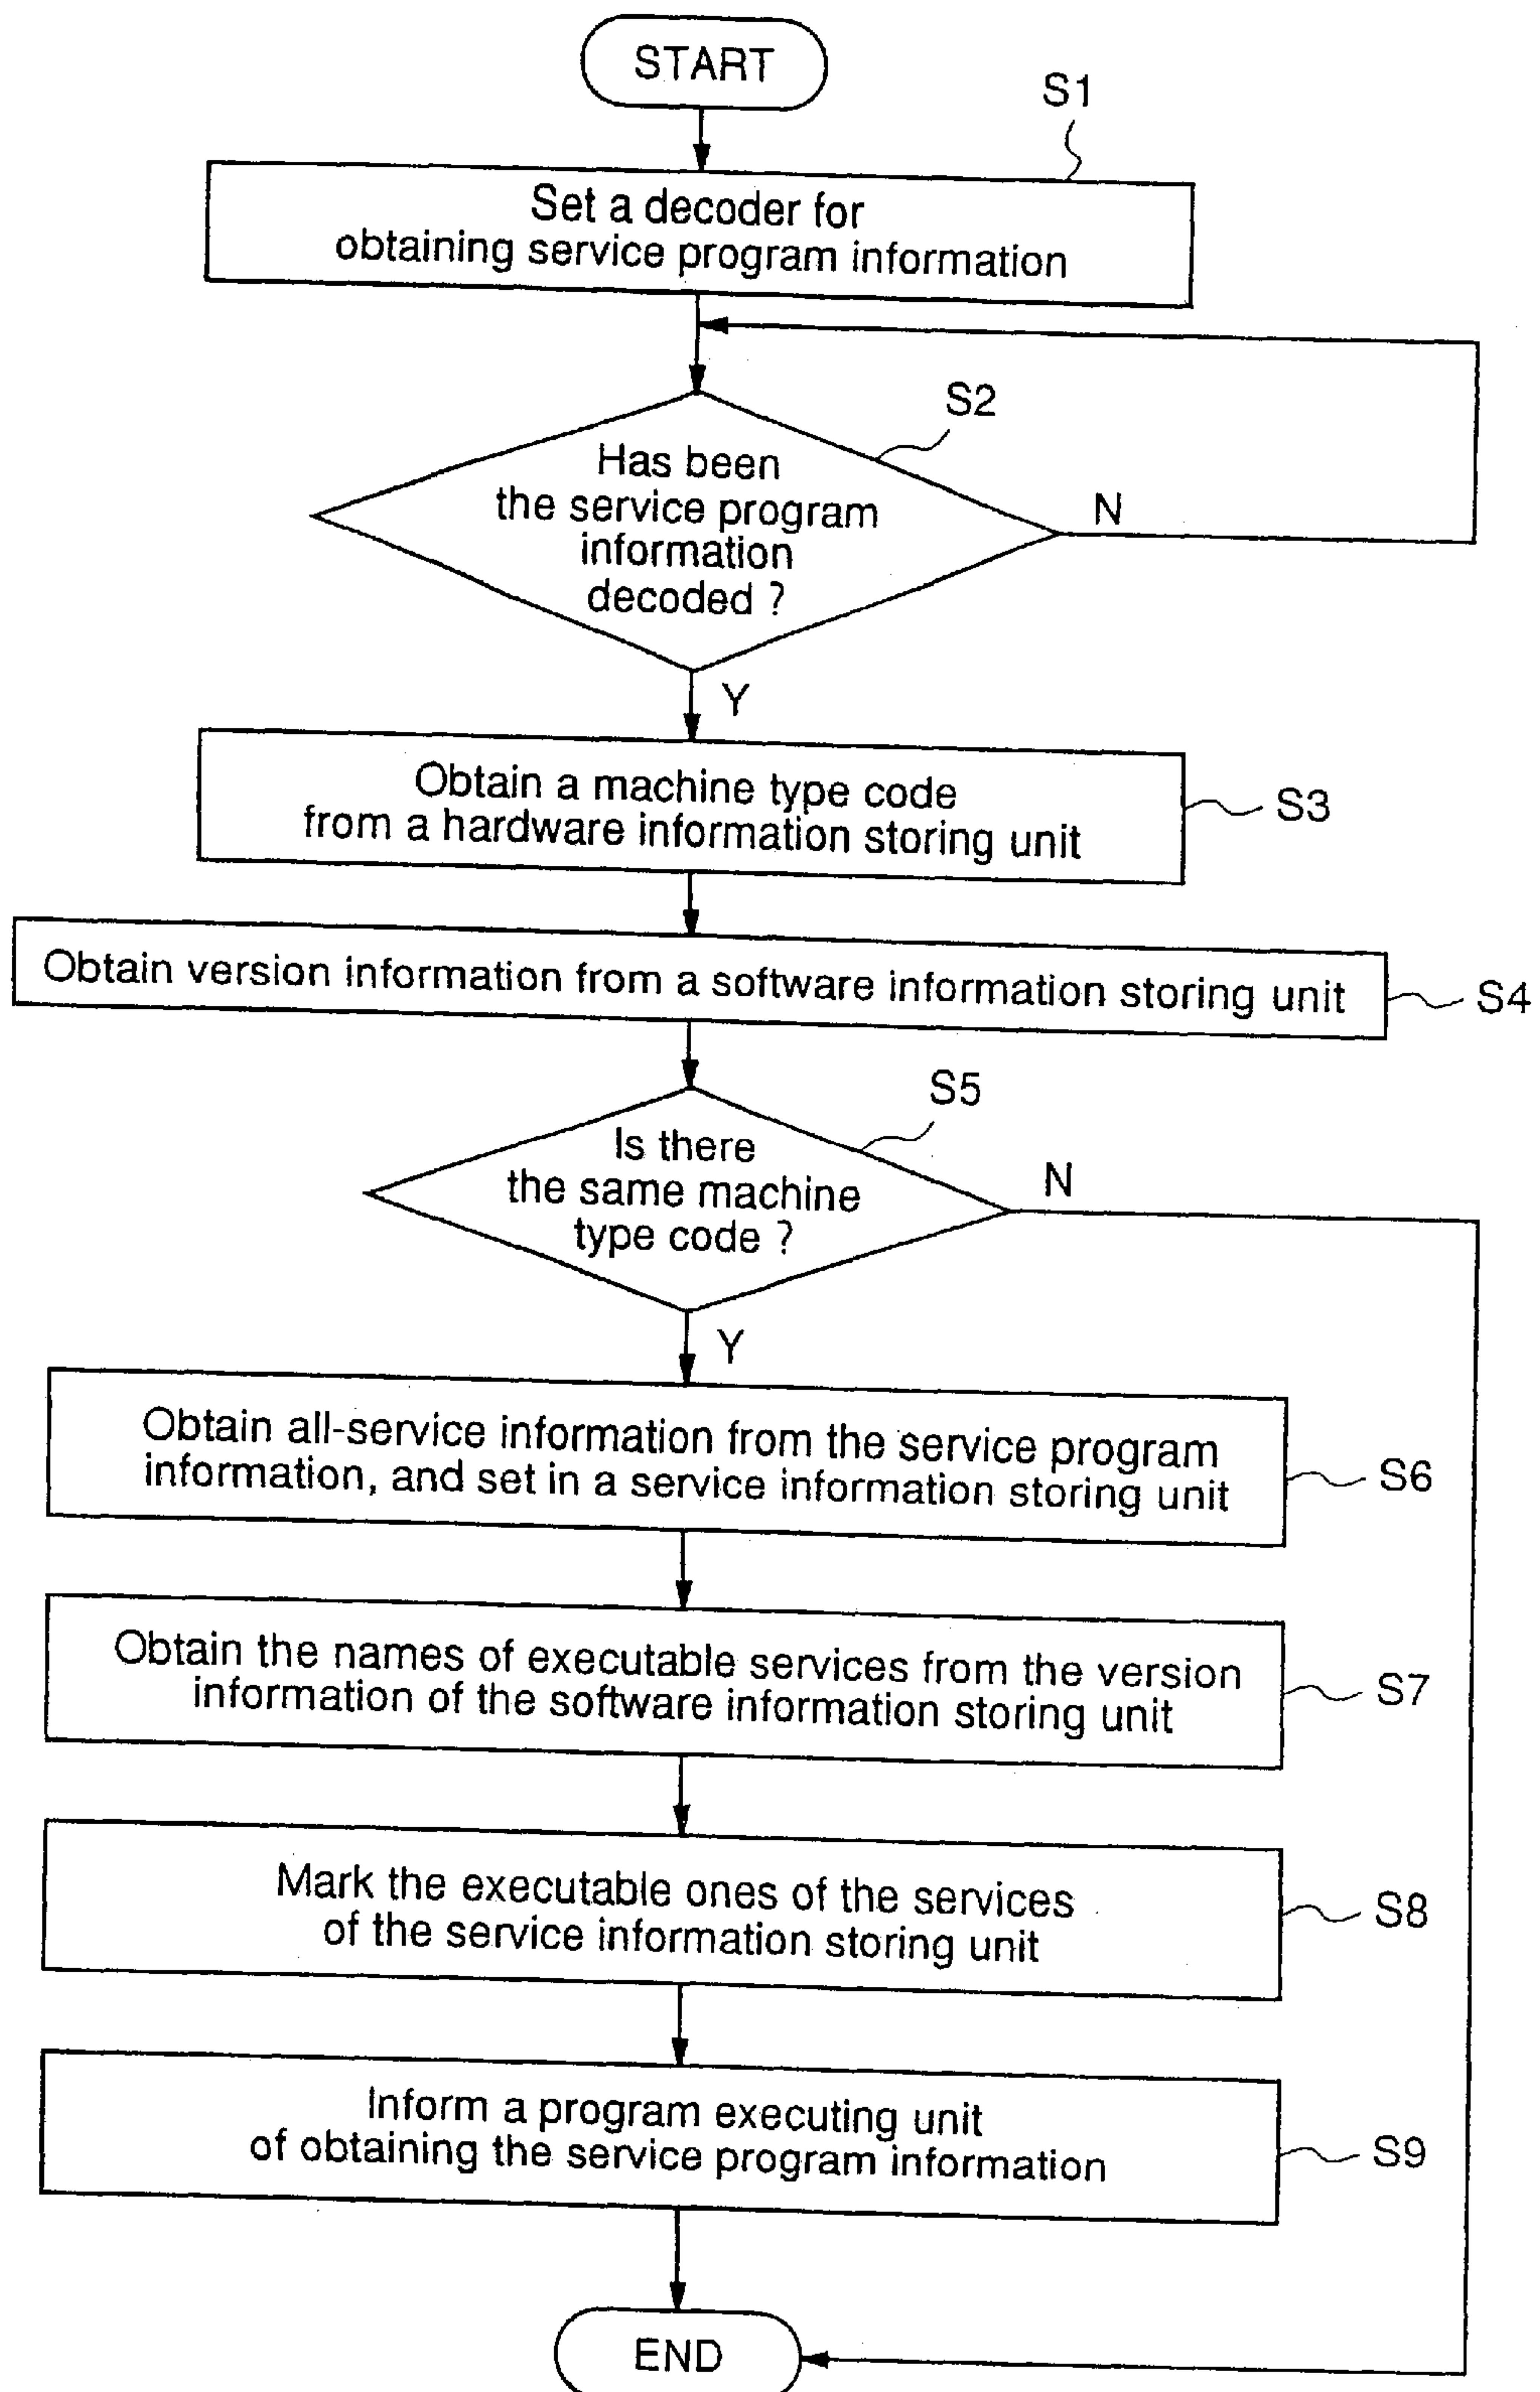 START
S1
Set a decoder for
obtaining service program information
S2
Has been
the service program
information
decoded ?
N
Y
Obtain a machine type code
from a hardware information storing unit
S3
Obtain version information from a software information storing unit
S4
S5
Is there
the same machine
type code ?
N
Y
Obtain all-service information from the service program
information, and set in a service information storing unit
S6
Obtain the names of executable services from the version
information of the software information storing unit
S7
Mark the executable ones of the services
of the service information storing unit
S8
Inform a program executing unit
of obtaining the service program information
S9
END